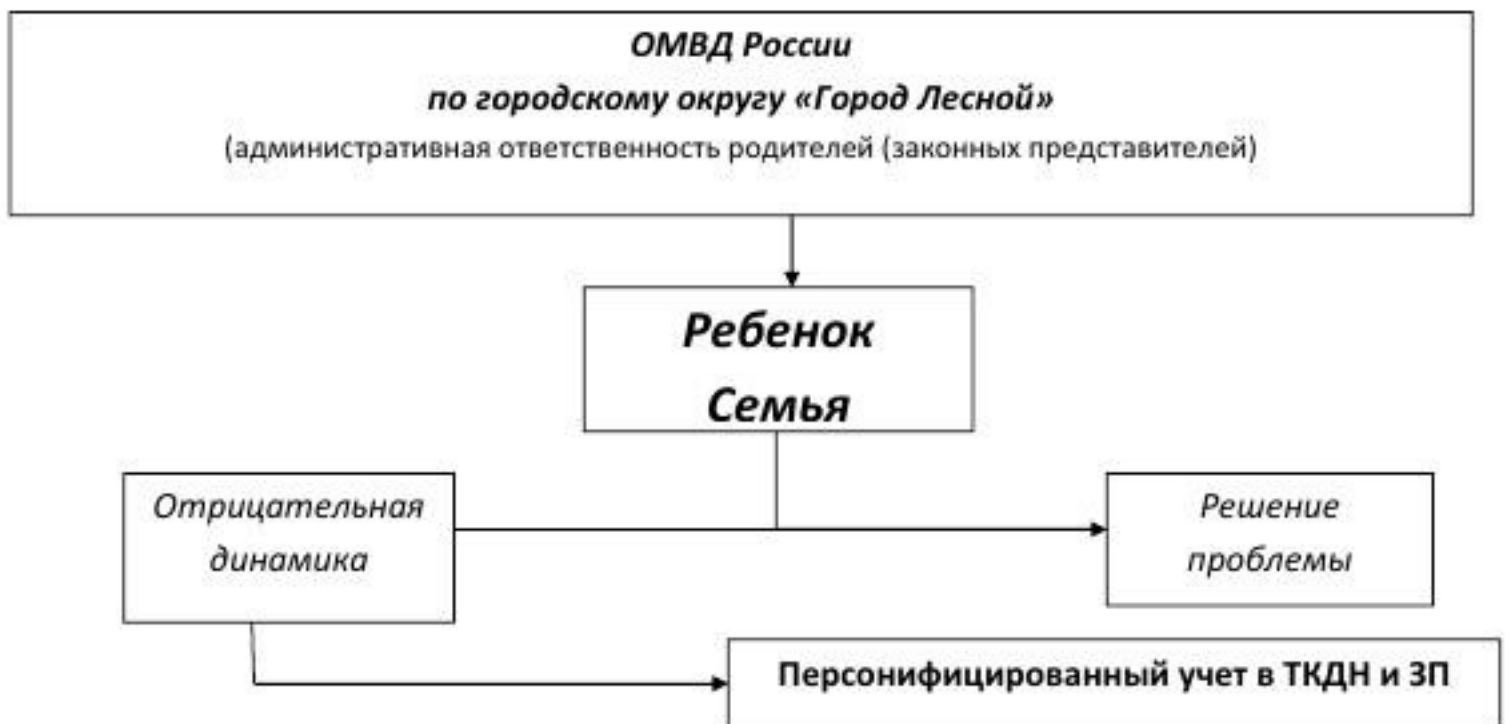 ОМВД России
по городскому округу «Город Лесной»
(административная ответственность родителей (законных представителей)
Ребенок
Семья
Отрицательная
динамика
Решение
проблемы
Персонифицированный учет в ТКДН и ЗП